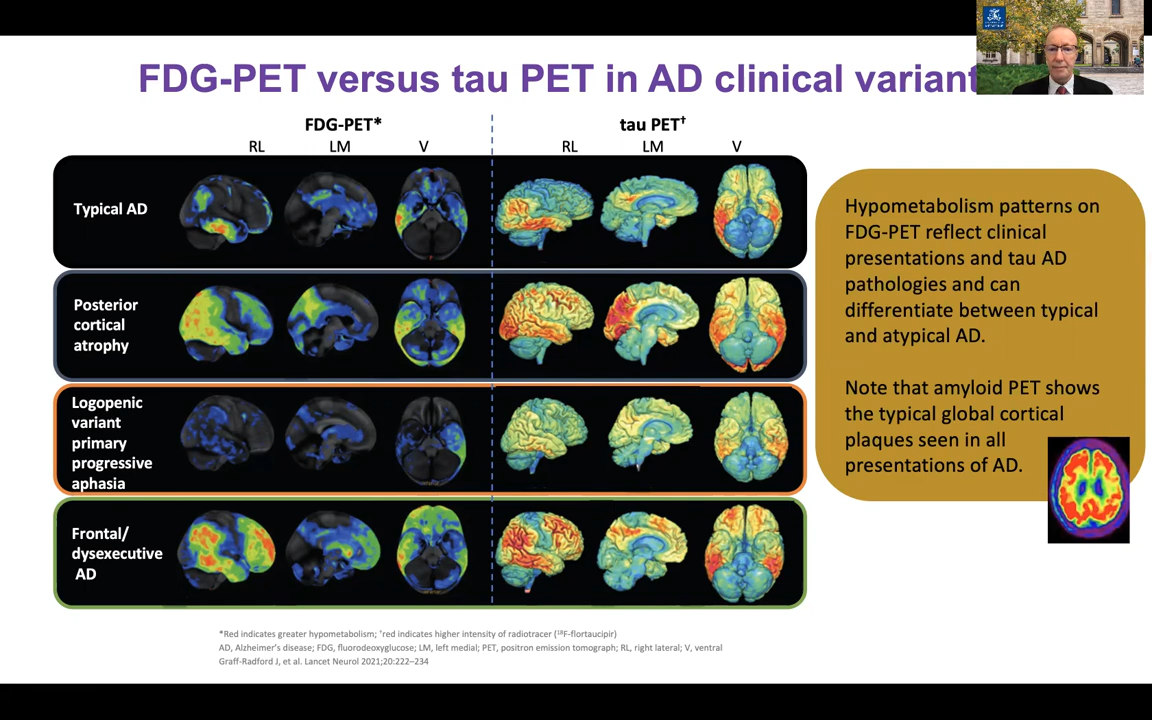 FDG-PET versus tau PET in AD clinical variant
FDG-PET*
tau PET†
RL
LM
V
RL
LM
V
Typical AD
Posterior
cortical
atrophy
Logopenic
variant
primary
progressive
aphasia
Frontal/
dysexecutive
AD
Hypometabolism patterns on
FDG-PET reflect clinical
presentations and tau AD
pathologies and can
differentiate between typical
and atypical AD.
Note that amyloid PET shows
the typical global cortical
plaques seen in all
presentations of AD.
*Red indicates greater hypometabolism; †red indicates higher intensity of radiotracer (¹⁸F-flortaucipir)
AD, Alzheimer's disease; FDG, fluorodeoxyglucose; LM, left medial; PET, positron emission tomograph; RL, right lateral; V, ventral
Graff-Radford J, et al. Lancet Neurol 2021;20:222–234